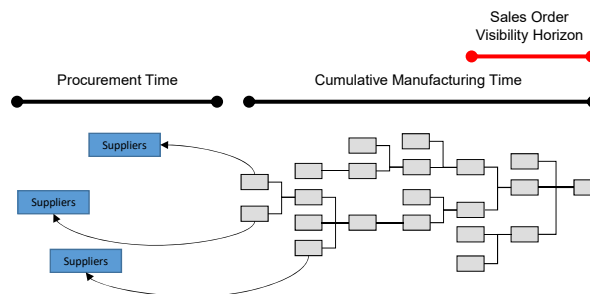 Sales Order
Visibility Horizon
Procurement Time
Cumulative Manufacturing Time
Suppliers
Suppliers
Suppliers